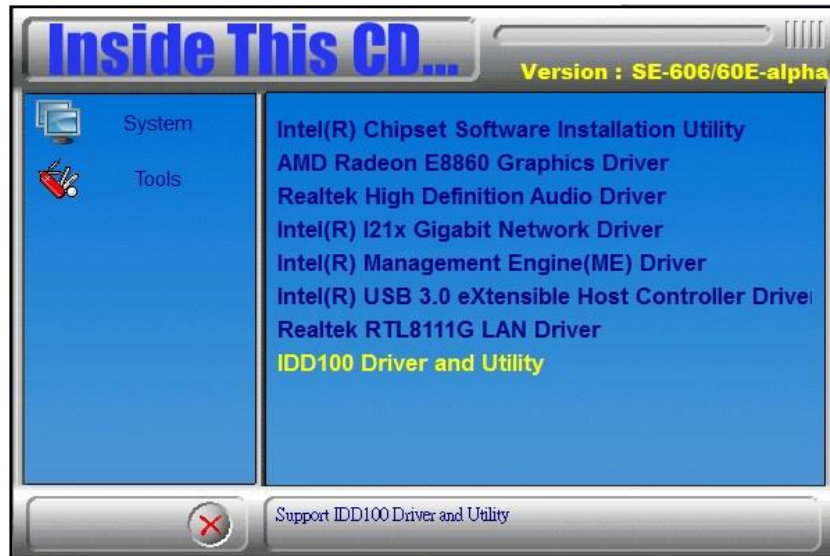 Inside This CD...
Version : SE-606/60E-alpha
System
Tools
Intel(R) Chipset Software Installation Utility
AMD Radeon E8860 Graphics Driver
Realtek High Definition Audio Driver
Intel(R) I21x Gigabit Network Driver
Intel(R) Management Engine(ME) Driver
Intel(R) USB 3.0 eXtensible Host Controller Driver
Realtek RTL8111G LAN Driver
IDD100 Driver and Utility
Support IDD100 Driver and Utility